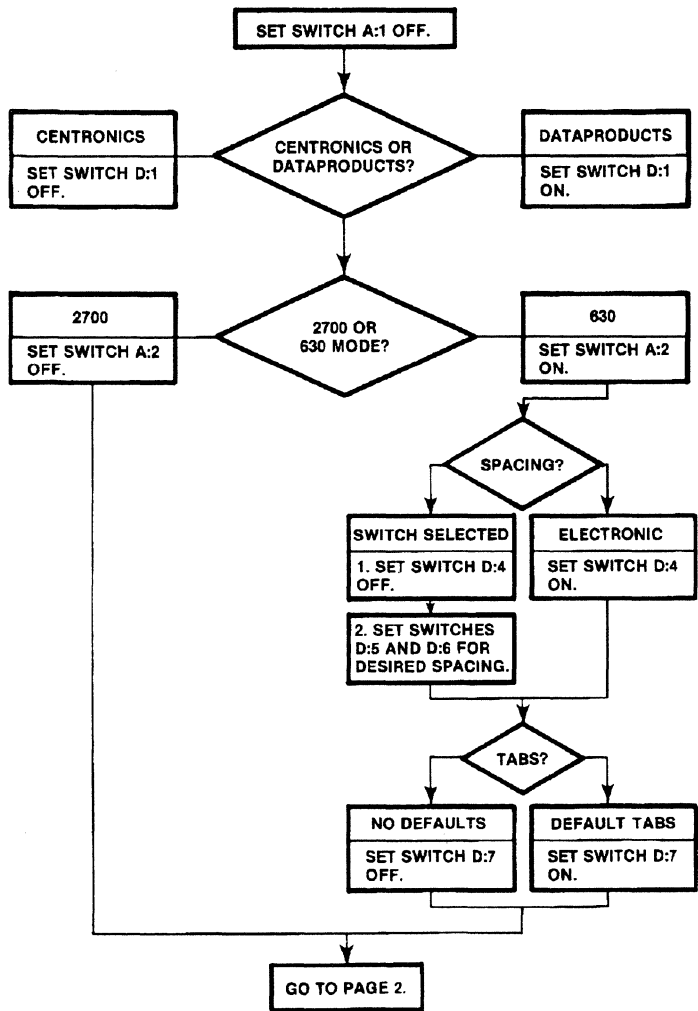 SET SWITCH A:1 OFF.
CENTRONICS OR
DATAPRODUCTS?
CENTRONICS
SET SWITCH D:1
OFF.
DATAPRODUCTS
SET SWITCH D:1
ON.
2700 OR
630 MODE?
2700
SET SWITCH A:2
OFF.
630
SET SWITCH A:2
ON.
SPACING?
SWITCH SELECTED
1. SET SWITCH D:4
OFF.
2. SET SWITCHES
D:5 AND D:6 FOR
DESIRED SPACING.
ELECTRONIC
SET SWITCH D:4
ON.
TABS?
NO DEFAULTS
SET SWITCH D:7
OFF.
DEFAULT TABS
SET SWITCH D:7
ON.
GO TO PAGE 2.